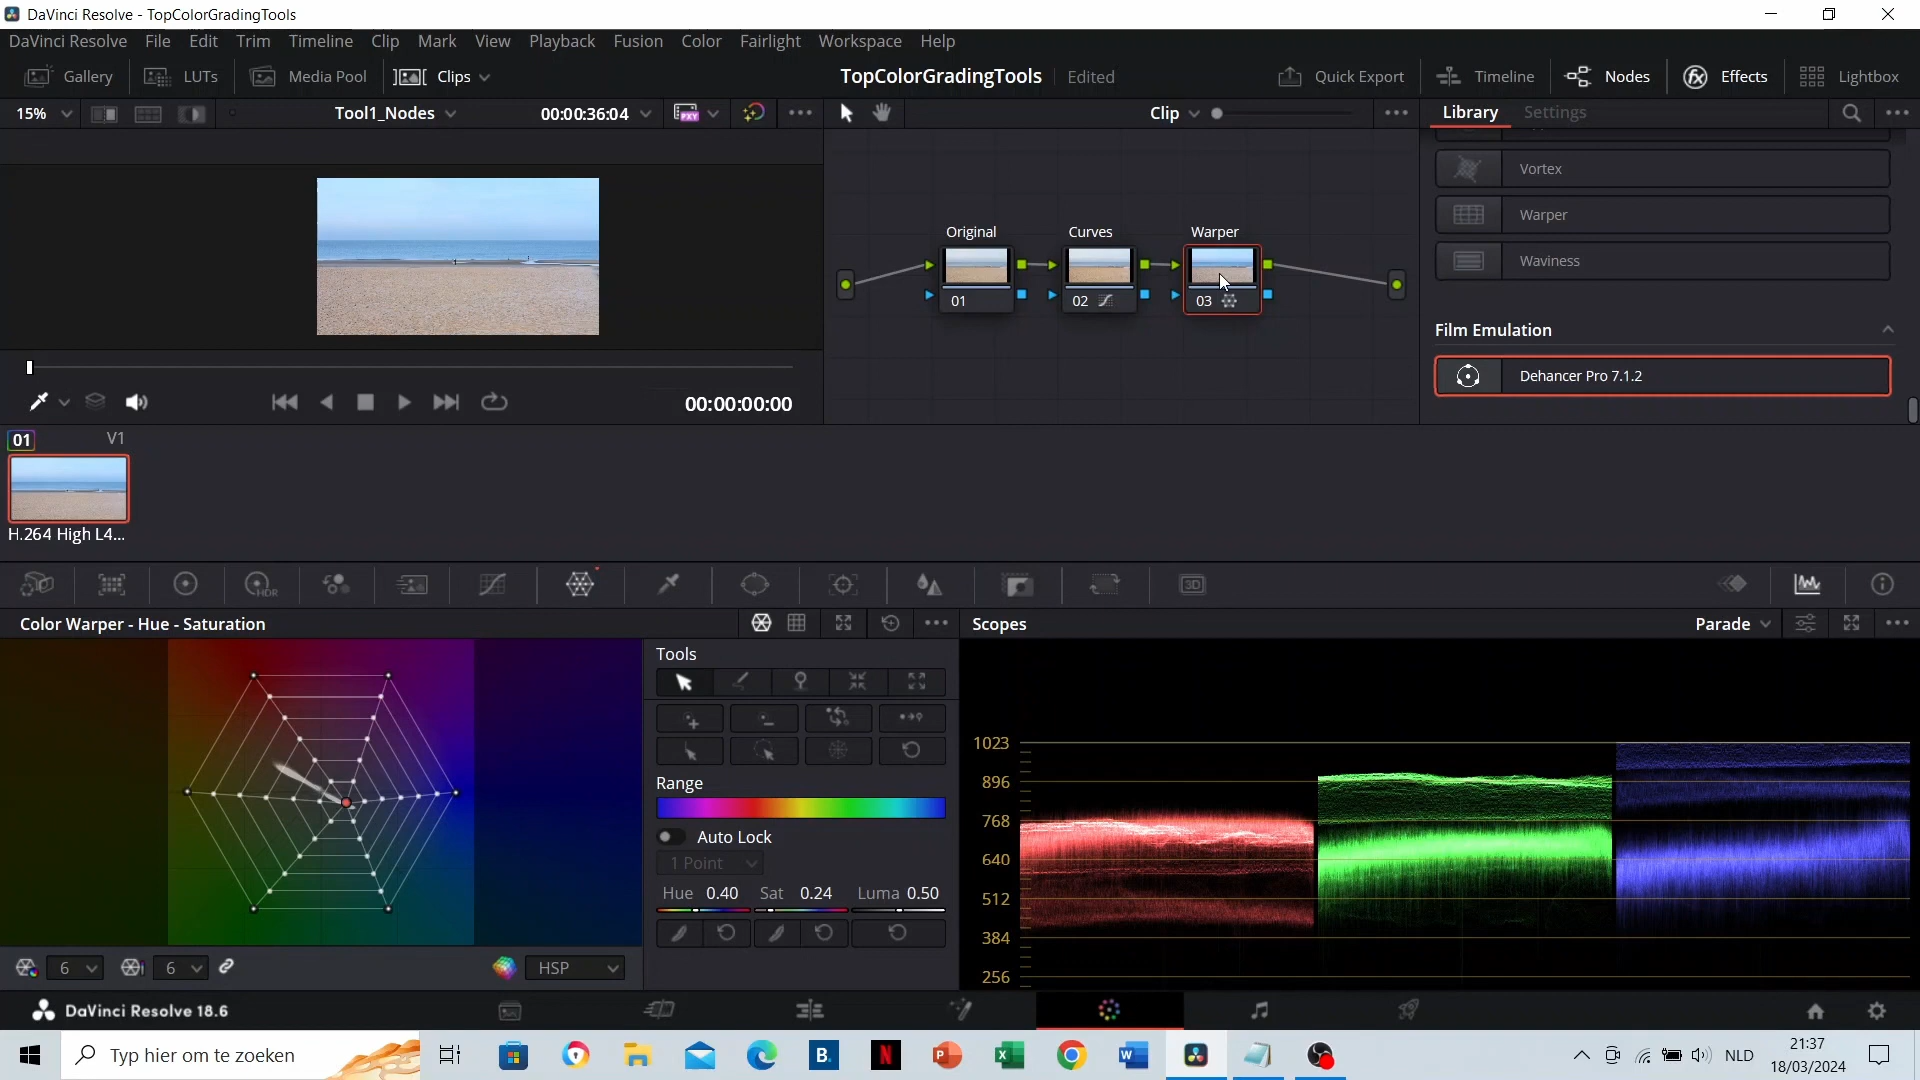 DaVinci Resolve - TopColorGradingTools
DaVinci Resolve File Edit Trim Timeline Clip Mark View Playback Fusion Color Fairlight Workspace Help
Gallery LUTs Media Pool Clips TopColorGradingTools Edited Quick Export Timeline Nodes Effects Lightbox
15% Tool1_Nodes 00:00:36:04 Clip Library Settings
Vortex
Warper
Waviness
Original Curves Warper
01 02 03
Film Emulation
Dehancer Pro 7.1.2
00:00:00:00
01 V1
H.264 High L4...
HDR 3D
Color Warper - Hue - Saturation Scopes Parade
Tools
Range
Auto Lock
1 Point
Hue 0.40 Sat 0.24 Luma 0.50
1023
896
768
640
512
384
256
6 6 HSP
DaVinci Resolve 18.6
Typ hier om te zoeken NLD 21:37
18/03/2024